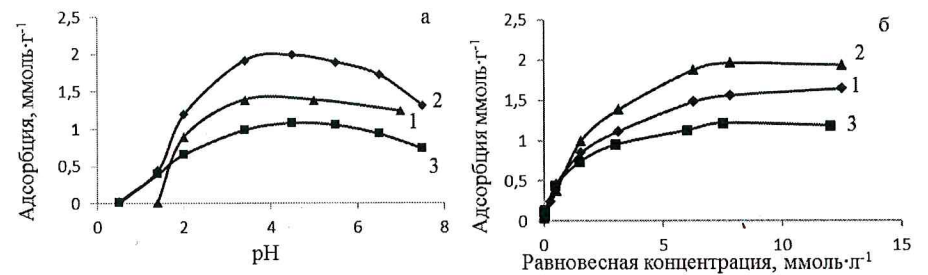 а
Адсорбция, ммоль·г⁻¹
2,5
2
1,5
1
0,5
0
0 2 4 6 8
pH
2
1
3
б
Адсорбция ммоль·г⁻¹
2,5
2
1,5
1
0,5
0
0 5 10 15
Равновесная концентрация, ммоль·л⁻¹
2
1
3